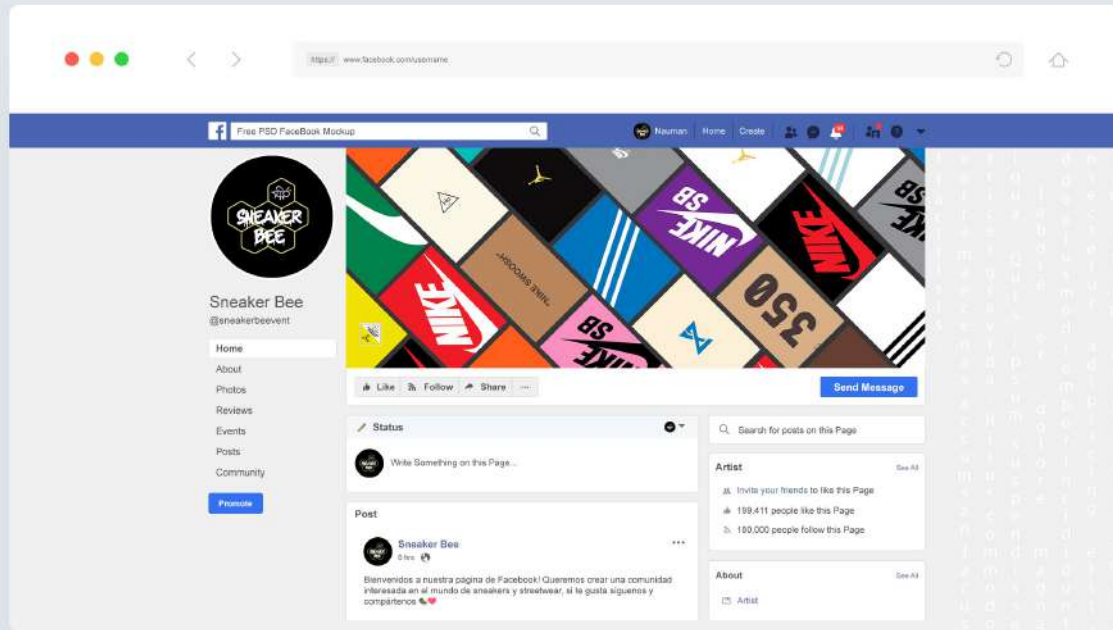 https:// www.facebook.com/username
Free PSD FaceBook Mockup
Nauman Home Create
SNEAKER
BEE
NIKE
SB
NIKE
SB
NIKE
"NIKE SWOOSH"
350
NIKE
SB
Sneaker Bee
@sneakerbeevent
Home
About
Photos
Reviews
Events
Posts
Community
Promote
Like Follow Share ...
Send Message
Status
Write Something on this Page...
Post
Sneaker Bee
Bienvenidos a nuestra página de Facebook! Queremos crear una comunidad
interesada en el mundo de sneakers y streetwear, si te gusta siguenos y
compártenos
Search for posts on this Page
Artist See All
Invite your friends to like this Page
199,411 people like this Page
180,000 people follow this Page
About See All
Artist